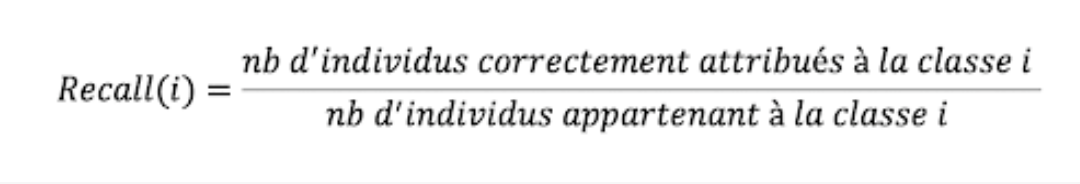 Recall(i) = nb d'individus correctement attribués à la classe i
nb d'individus appartenant à la classe i